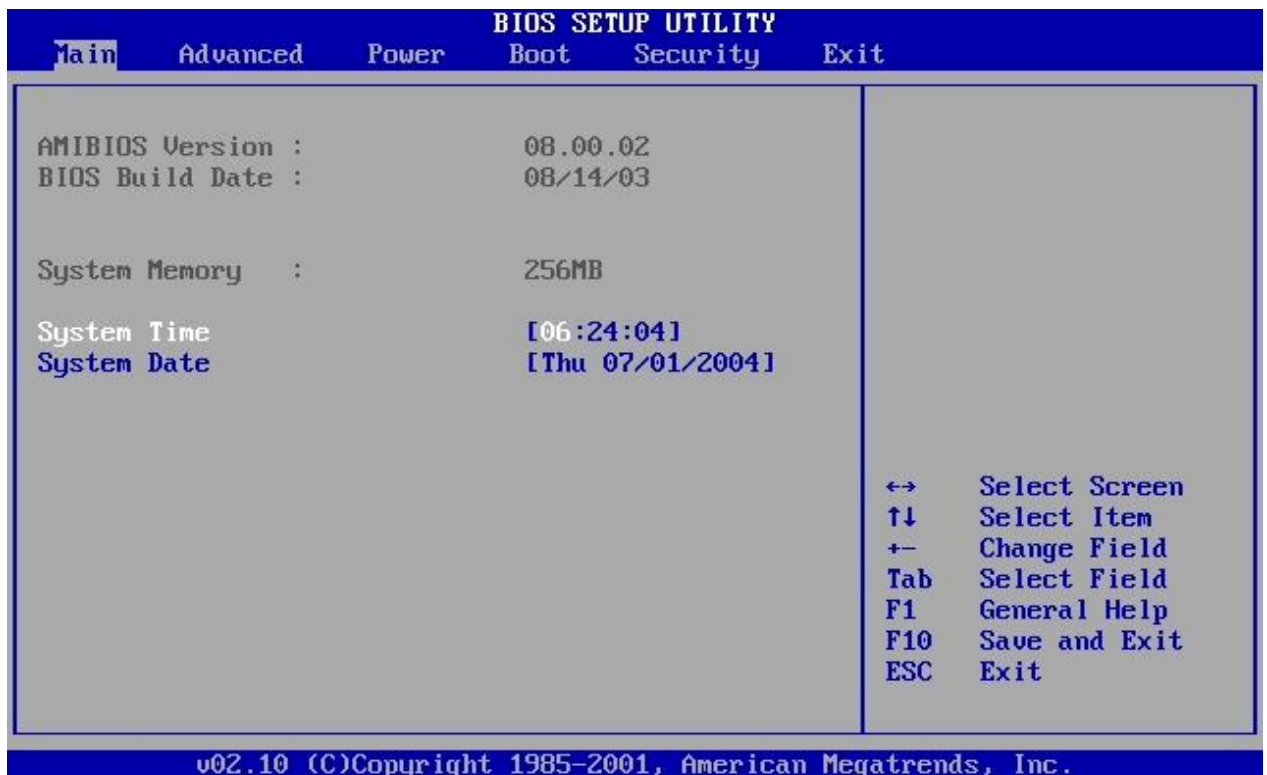 BIOS SETUP UTILITY
Main Advanced Power Boot Security Exit
AMIBIOS Version : 08.00.02
BIOS Build Date : 08/14/03
System Memory : 256MB
System Time [06:24:04]
System Date [Thu 07/01/2004]
←→ Select Screen
↑↓ Select Item
+- Change Field
Tab Select Field
F1 General Help
F10 Save and Exit
ESC Exit
v02.10 (C)Copyright 1985-2001, American Megatrends, Inc.